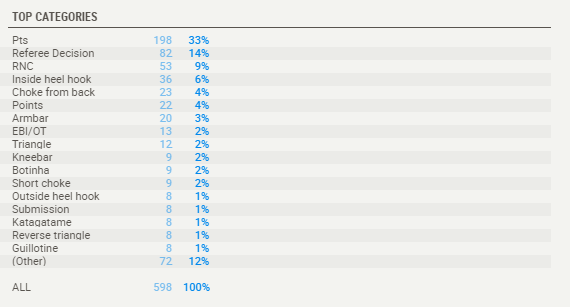 TOP CATEGORIES
Pts 198 33%
Referee Decision 82 14%
RNC 53 9%
Inside heel hook 36 6%
Choke from back 23 4%
Points 22 4%
Armbar 20 3%
EBI/OT 13 2%
Triangle 12 2%
Kneebar 9 2%
Botinha 9 2%
Short choke 9 2%
Outside heel hook 8 1%
Submission 8 1%
Katagatame 8 1%
Reverse triangle 8 1%
Guillotine 8 1%
(Other) 72 12%
ALL 598 100%